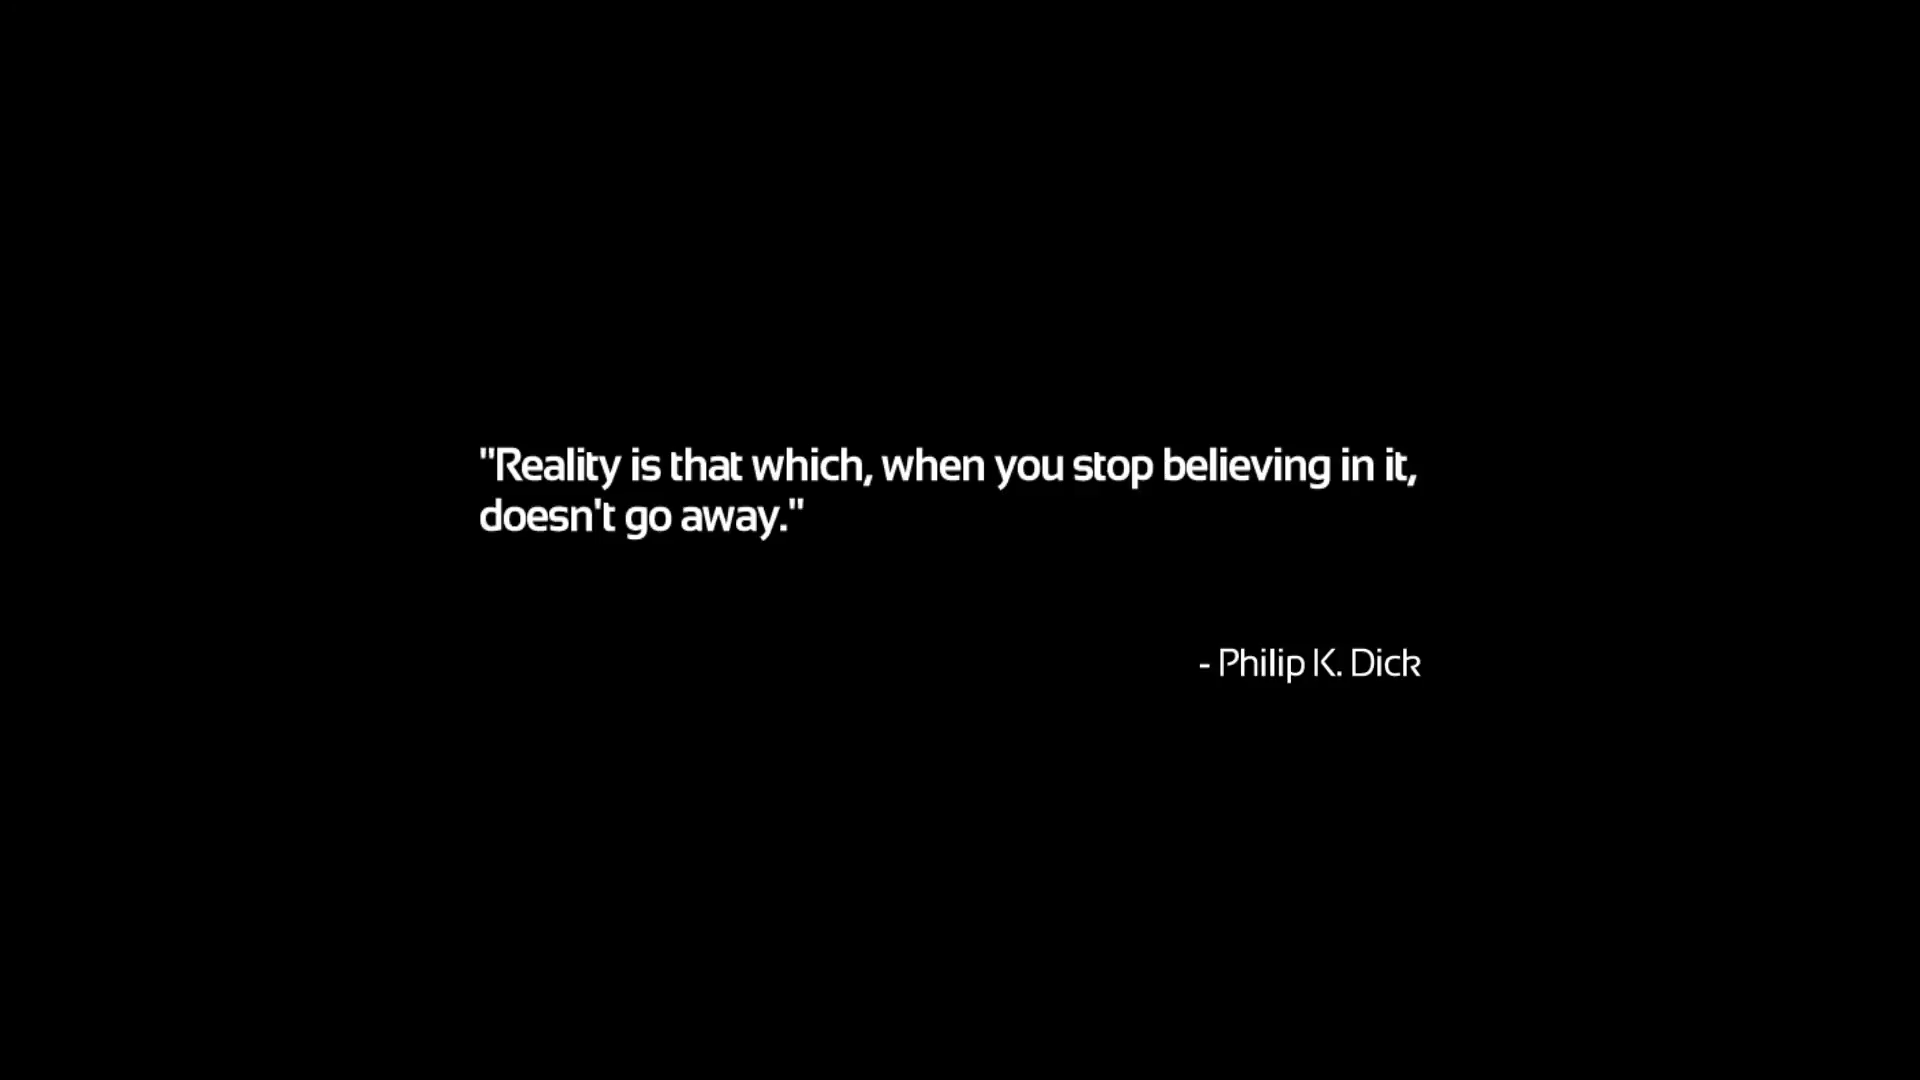 "Reality is that which, when you stop believing in it,
doesn't go away."
- Philip K. Dick